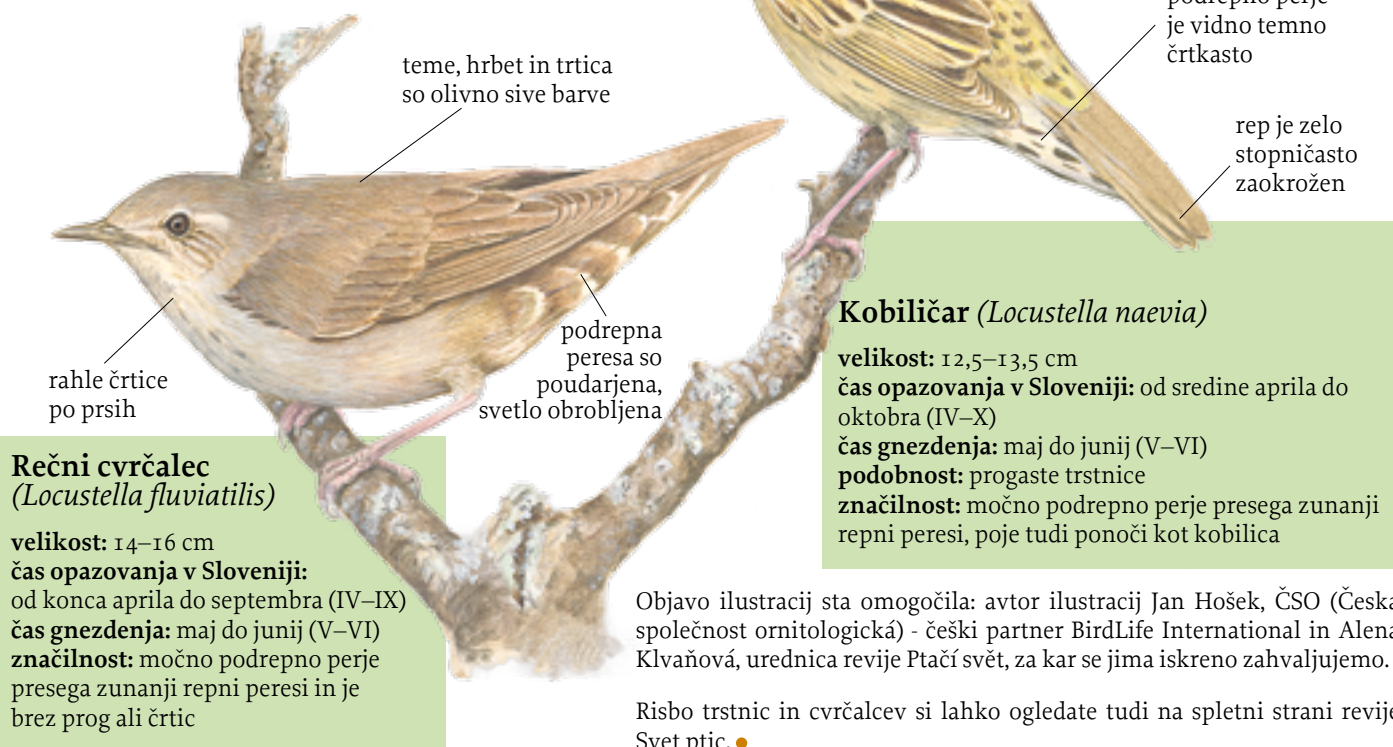 podrepno perje
je vidno temno
črtkasto
teme, hrbet in trtica
so olivno sive barve
rep je zelo
stopničasto
zaokrožen
podrepna
peresa so
poudarjena,
svetlo obrobljena
rahle črtice
po prsih
Kobiličar (Locustella naevia)
velikost: 12,5–13,5 cm
čas opazovanja v Sloveniji: od sredine aprila do
oktobra (IV–X)
čas gnezdenja: maj do junij (V–VI)
podobnost: progaste trstnice
značilnost: močno podrepno perje presega zunanji
repni peresi, poje tudi ponoči kot kobilica
Rečni cvrčalec
(Locustella fluviatilis)
velikost: 14–16 cm
čas opazovanja v Sloveniji:
od konca aprila do septembra (IV–IX)
čas gnezdenja: maj do junij (V–VI)
značilnost: močno podrepno perje
presega zunanji repni peresi in je
brez prog ali črtic
Objavo ilustracij sta omogočila: avtor ilustracij Jan Hošek, ČSO (Česka
společnost ornitologická) - češki partner BirdLife International in Alena
Klvaňová, urednica revije Ptačí svět, za kar se jima iskreno zahvaljujemo.
Risbo trstnic in cvrčalcev si lahko ogledate tudi na spletni strani revije
Svet ptic.